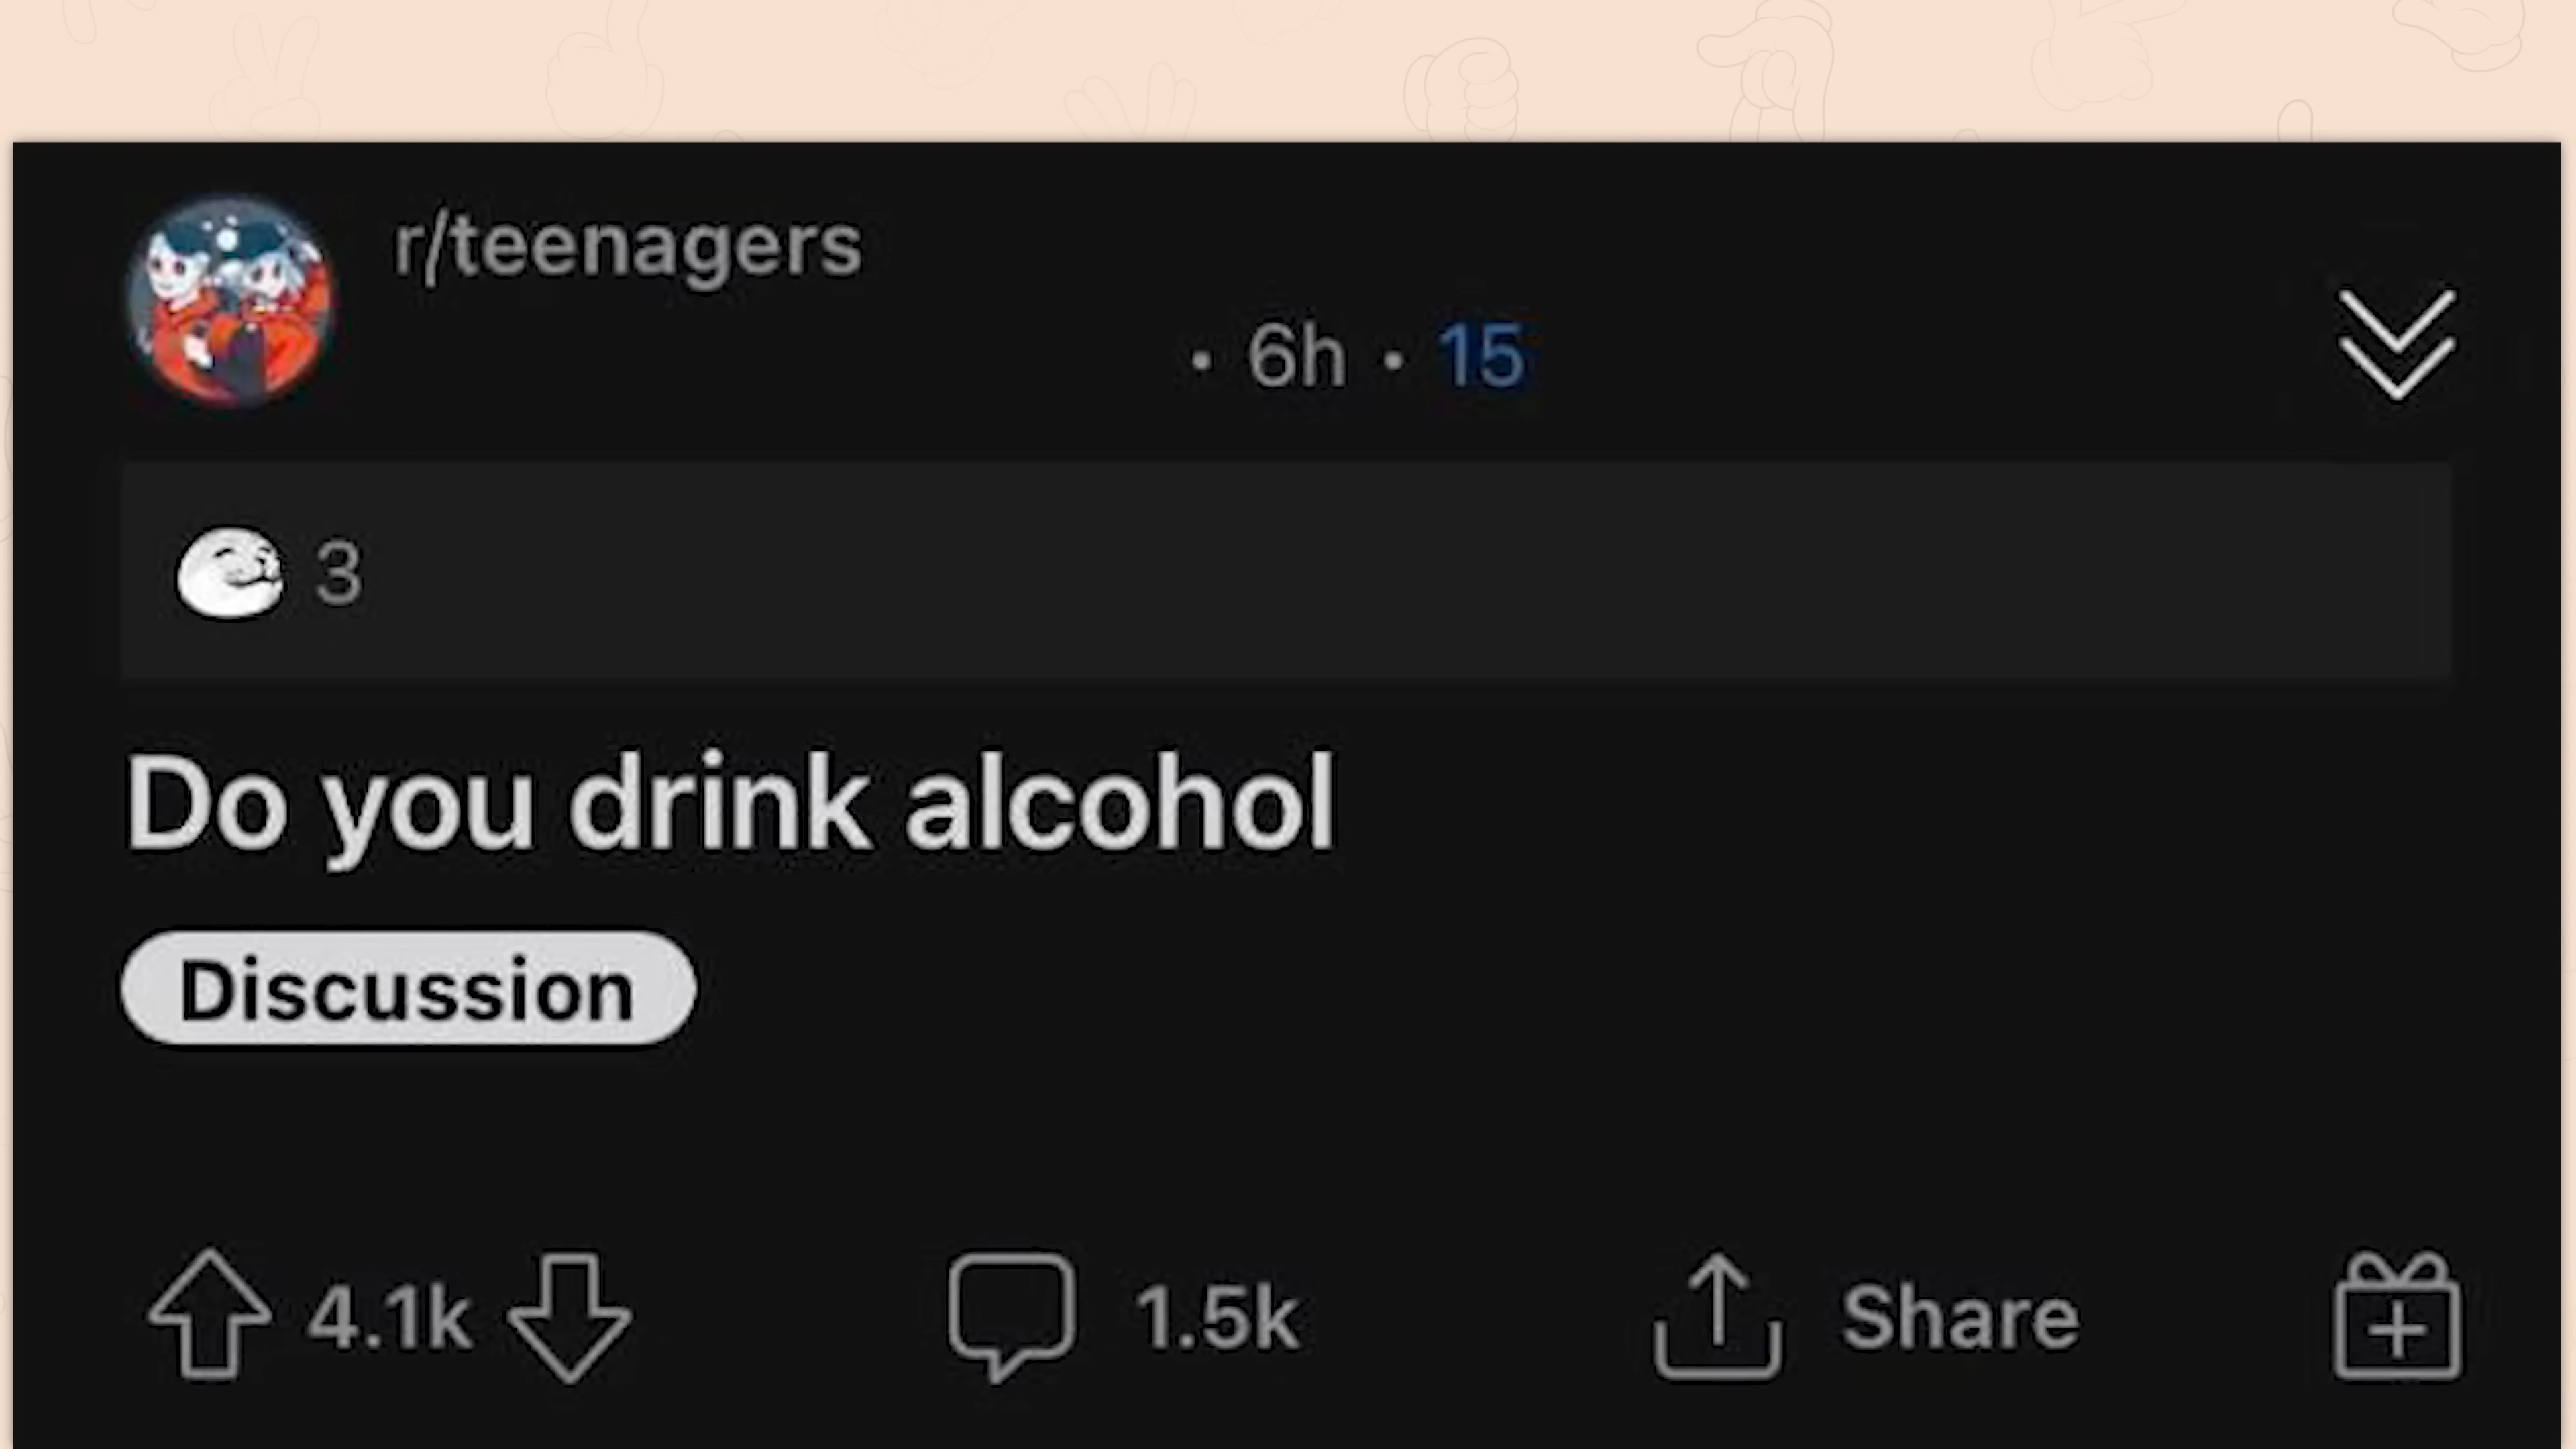 r/teenagers
• 6h • 15
3
Do you drink alcohol
Discussion
4.1k 1.5k Share